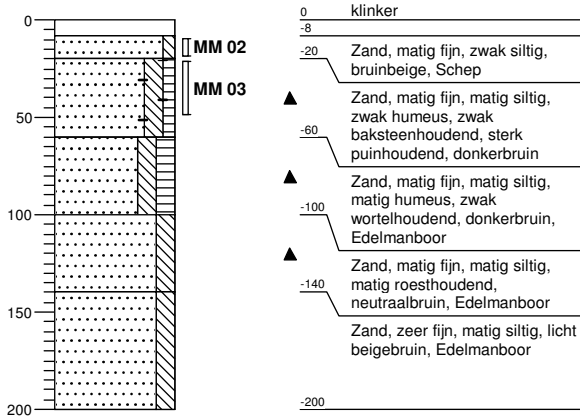 0
50
100
150
200
MM 02
MM 03
0 klinker
-8
-20
Zand, matig fijn, zwak siltig,
bruinbeige, Schep
Zand, matig fijn, matig siltig,
zwak humeus, zwak
baksteenhoudend, sterk
puinhoudend, donkerbruin
-60
Zand, matig fijn, matig siltig,
matig humeus, zwak
wortelhoudend, donkerbruin,
Edelmanboor
-100
Zand, matig fijn, matig siltig,
matig roesthoudend,
neutraalbruin, Edelmanboor
-140
Zand, zeer fijn, matig siltig, licht
beigebruin, Edelmanboor
-200